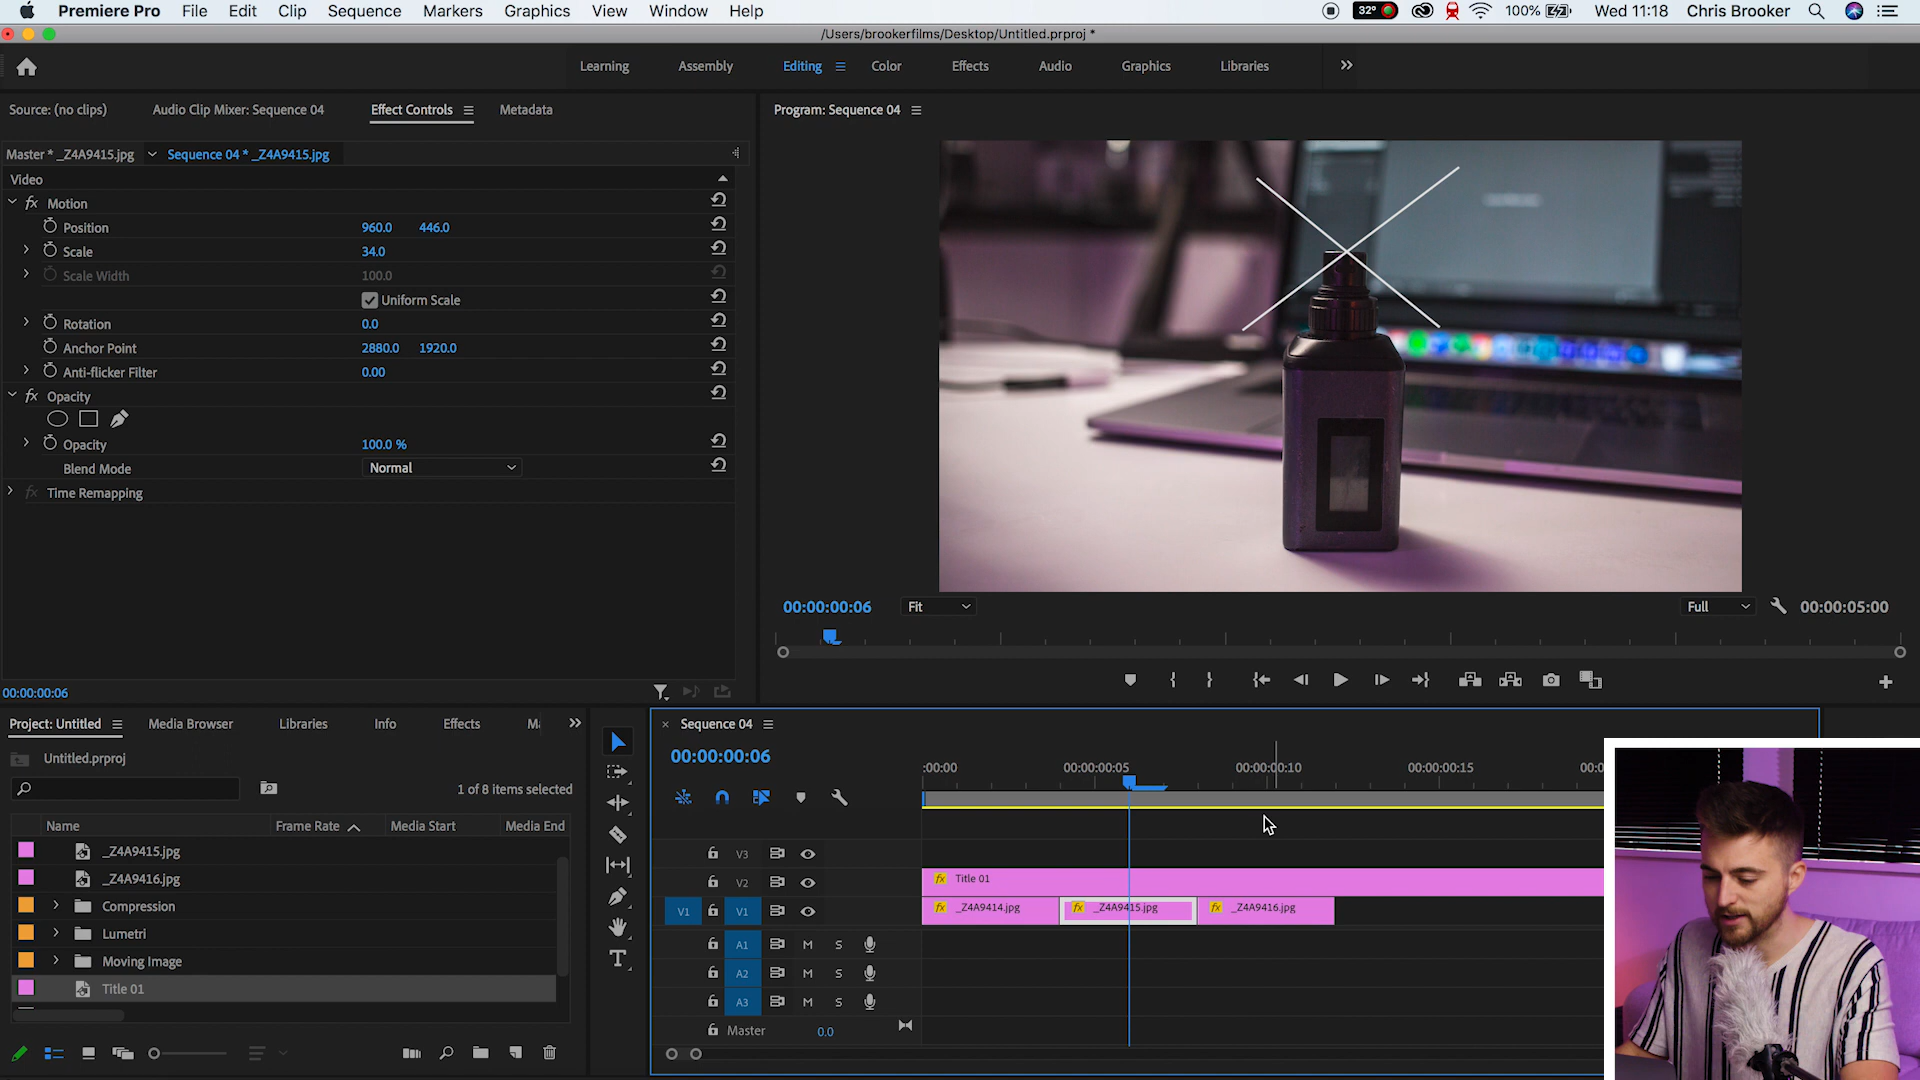 Premiere Pro File Edit Clip Sequence Markers Graphics View Window Help 32° 100% Wed 11:18 Chris Brooker
/Users/brookerfilms/Desktop/Untitled.prproj *
Learning Assembly Editing Color Effects Audio Graphics Libraries
Source: (no clips) Audio Clip Mixer: Sequence 04 Effect Controls Metadata
Program: Sequence 04
Master * _Z4A9415.jpg Sequence 04 * _Z4A9415.jpg
Video
fx Motion
Position 960.0 446.0
Scale 34.0
Scale Width 100.0
Uniform Scale
Rotation 0.0
Anchor Point 2880.0 1920.0
Anti-flicker Filter 0.00
fx Opacity
Opacity 100.0 %
Blend Mode Normal
fx Time Remapping
00:00:00:06 Fit Full 00:00:05:00
00:00:00:06
Project: Untitled Media Browser Libraries Info Effects
Untitled.prproj
1 of 8 items selected
Name Frame Rate Media Start Media End
_Z4A9415.jpg
_Z4A9416.jpg
Compression
Lumetri
Moving Image
Title 01
Sequence 04
00:00:00:06
:00:00 00:00:00:05 00:00:00:10 00:00:00:15 00:0
V3
V2 fx Title 01
V1 V1 fx _Z4A9414.jpg fx _Z4A9415.jpg fx _Z4A9416.jpg
A1 M S
A2 M S
A3 M S
Master 0.0